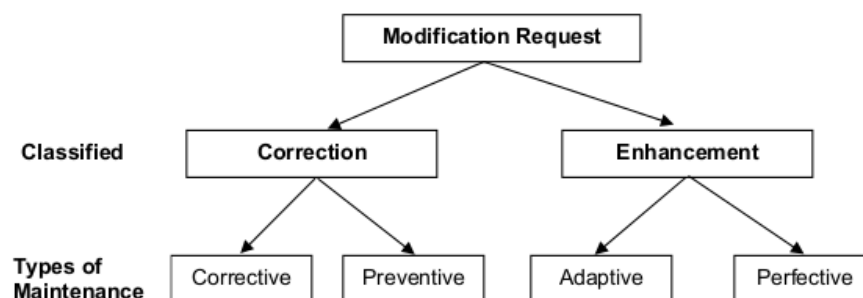 Modification Request
Classified
Correction
Enhancement
Types of
Maintenance
Corrective
Preventive
Adaptive
Perfective